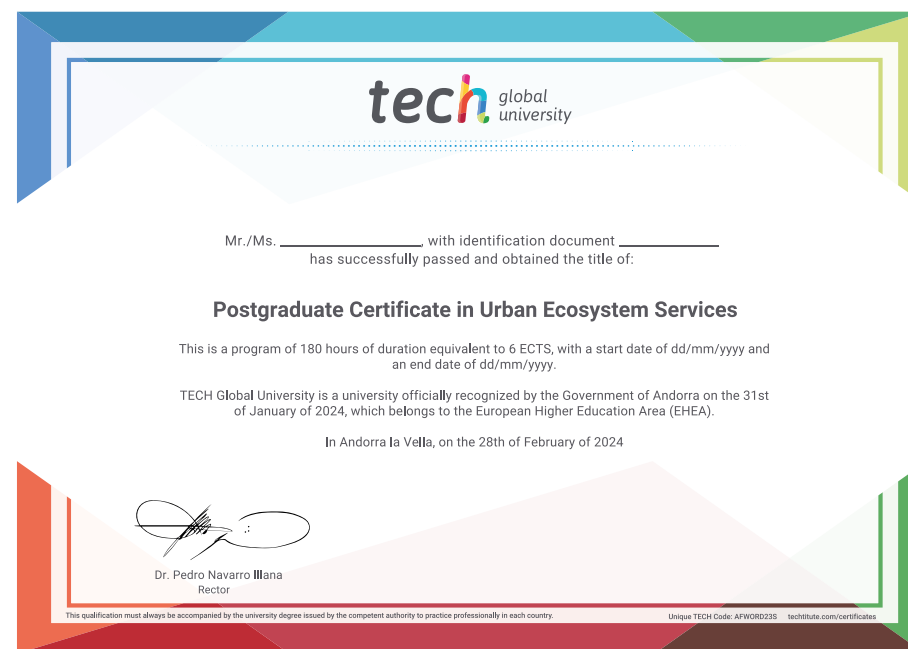 tech global university
Mr./Ms. ____________, with identification document ____________
has successfully passed and obtained the title of:
Postgraduate Certificate in Urban Ecosystem Services
This is a program of 180 hours of duration equivalent to 6 ECTS, with a start date of dd/mm/yyyy and
an end date of dd/mm/yyyy.
TECH Global University is a university officially recognized by the Government of Andorra on the 31st
of January of 2024, which belongs to the European Higher Education Area (EHEA).
In Andorra la Vella, on the 28th of February of 2024
Dr. Pedro Navarro Illana
Rector
This qualification must always be accompanied by the university degree issued by the competent authority to practice professionally in each country.
Unique TECH Code: AFWORD23S techtitute.com/certificates